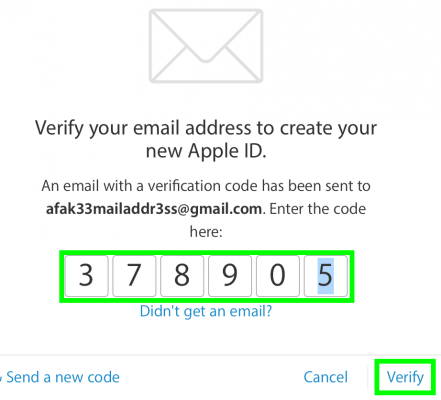 Verify your email address to create your
new Apple ID.
An email with a verification code has been sent to
afak33mailaddr3ss@gmail.com. Enter the code
here:
3 7 8 9 0 5
Didn't get an email?
Send a new code Cancel Verify